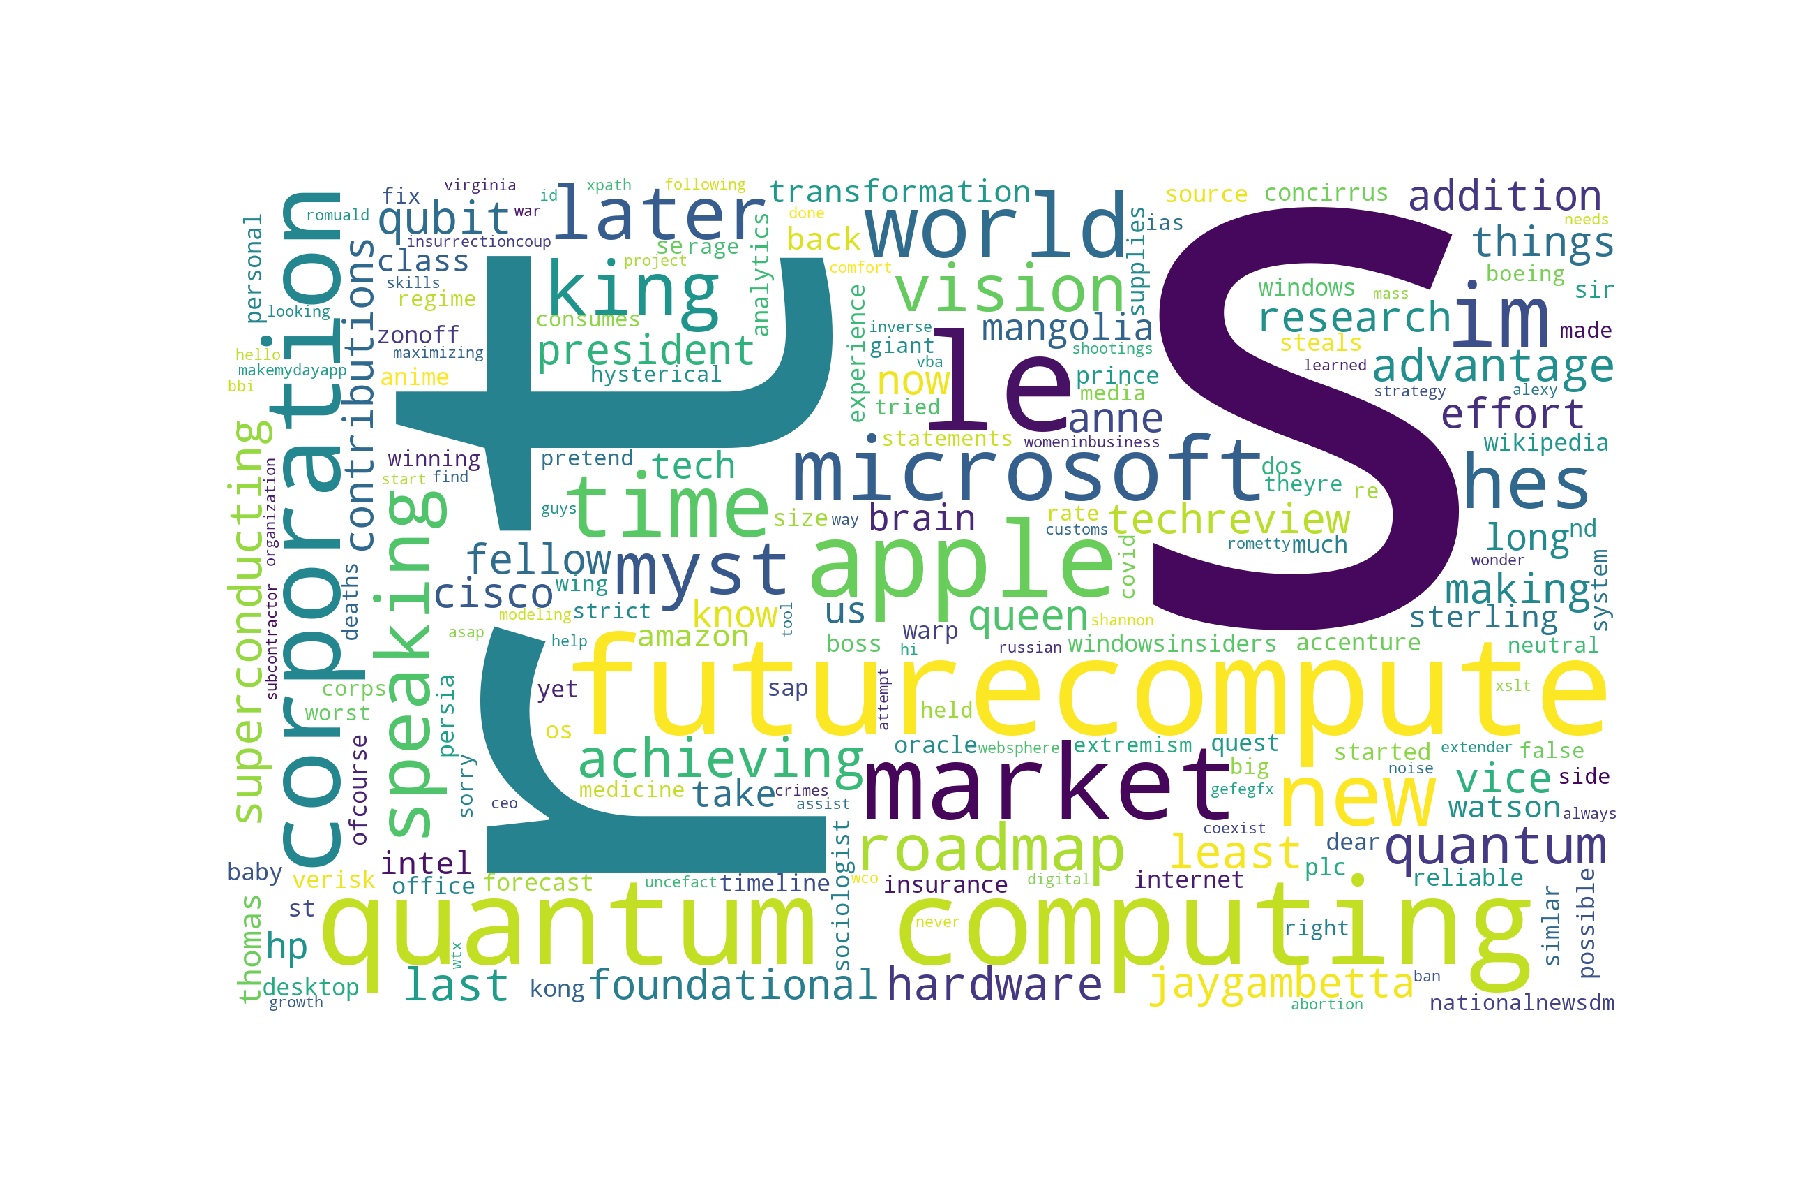 virginia
id
xpath
following
transformation
source
concirrus
addition
fix
qubit
war
later
done
back
world
ias
needs
things
romuald
insurrectioncoup
se
rage
analytics
supplies
personal
class
skills
project
king
comfort
vision
windows
mass
boeing
sir
looking
regime
consumes
experience
inverse
mangolia
research
im
made
corporation
contributions
zonoff
president
giant
vba
le
shootings
steals
learned
advantage
hello
maximizing
makemydayapp
bbi
anime
hysterical
now
prince
media
strategy
alexy
tried
anne
effort
s
t
r
superconducting
winning
pretend
tech
statements
womeninbusiness
wikipedia
organization
start
find
microsoft
dos
theyre
re
hes
speaking
guys
time
size
way
brain
customs
rate
techreview
long
nd
apple
covid
rometty
much
wonder
fellow
myst
making
system
deaths
cisco
wing
strict
know
tool
us
queen
shannon
sterling
modeling
subcontractor
asap
help
amazon
boss
warp
hi
russian
windowsinsiders
accenture
neutral
futurecompute
corps
worst
persia
yet
sap
attempt
held
xslt
os
ofcourse
sorry
achieving
oracle
websphere
extremism
quest
started
extender
false
big
noise
vice
side
ceo
medicine
take
crimes
assist
market
gefegfx
new
watson
always
roadmap
coexist
least
dear
quantum
baby
intel
sociologist
verisk
office
forecast
uncefact
timeline
wco
insurance
digital
internet
plc
reliable
thomas
st
quantum computing
never
right
simlar
possible
hp
wtx
desktop
growth
last
kong
foundational
hardware
jaygambetta
ban
abortion
nationalnewsdm